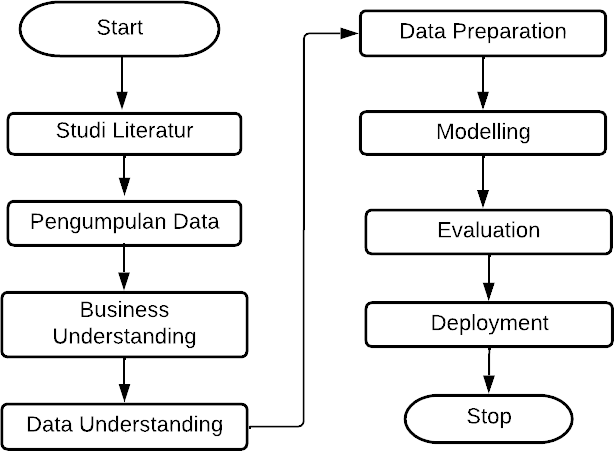 Start
Studi Literatur
Pengumpulan Data
Business
Understanding
Data Understanding
Data Preparation
Modelling
Evaluation
Deployment
Stop